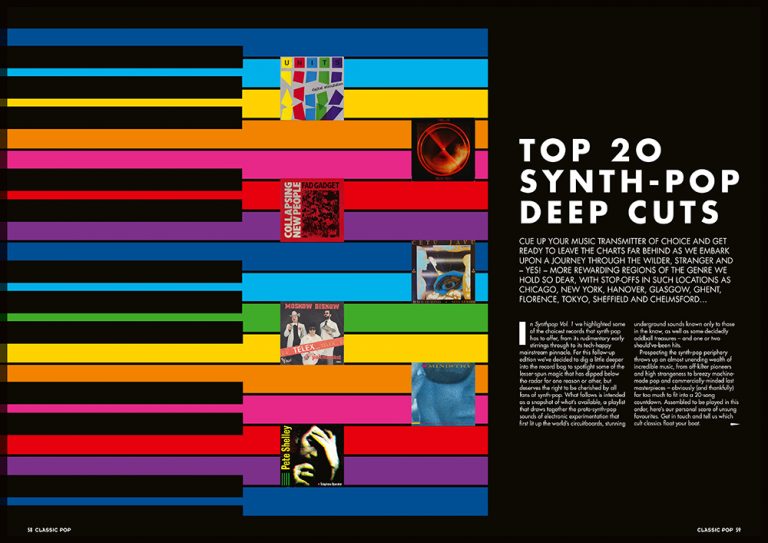 UNITS
FAD GADGET
COLLAPSING
NEW PEOPLE
MOSKOW DISKOW
TELEX
Pete Shelley
• Telephone Operator
TOP 20
SYNTH-POP
DEEP CUTS
CUE UP YOUR MUSIC TRANSMITTER OF CHOICE AND GET
READY TO LEAVE THE CHARTS FAR BEHIND AS WE EMBARK
UPON A JOURNEY THROUGH THE WILDER, STRANGER AND
– YES! – MORE REWARDING REGIONS OF THE GENRE WE
HOLD SO DEAR, WITH STOP-OFFS IN SUCH LOCATIONS AS
CHICAGO, NEW YORK, HANOVER, GLASGOW, GHENT,
FLORENCE, TOKYO, SHEFFIELD AND CHELMSFORD...
In Synthpop Vol. 1 we highlighted some
of the choicest records that synth-pop
has to offer, from its rudimentary early
stirrings through to its tech-happy
mainstream pinnacle. For this follow-up
edition we've decided to dig a little deeper
into the record bag to spotlight some of the
lesser-spun magic that has dipped below
the radar for one reason or other, but
deserves the right to be cherished by all
fans of synth-pop. What follows is intended
as a snapshot of what's available, a playlist
that draws together the proto-synth-pop
sounds of electronic experimentation that
first lit up the world's circuitboards, stunning
underground sounds known only to those
in the know, as well as some decidedly
oddball treasures – and one or two
should've-been hits.
Prospecting the synth-pop periphery
throws up an almost unending wealth of
incredible music, from off-killer pioneers
and high strangeness to breezy machine-
made pop and commercially minded lost
masterpieces – obviously (and thankfully)
far too much to fit into a 20-song
countdown. Assembled to be played in this
order, here's our personal score of unsung
favourites. Get in touch and tell us which
cult classics float your boat.
58 CLASSIC POP
CLASSIC POP 59